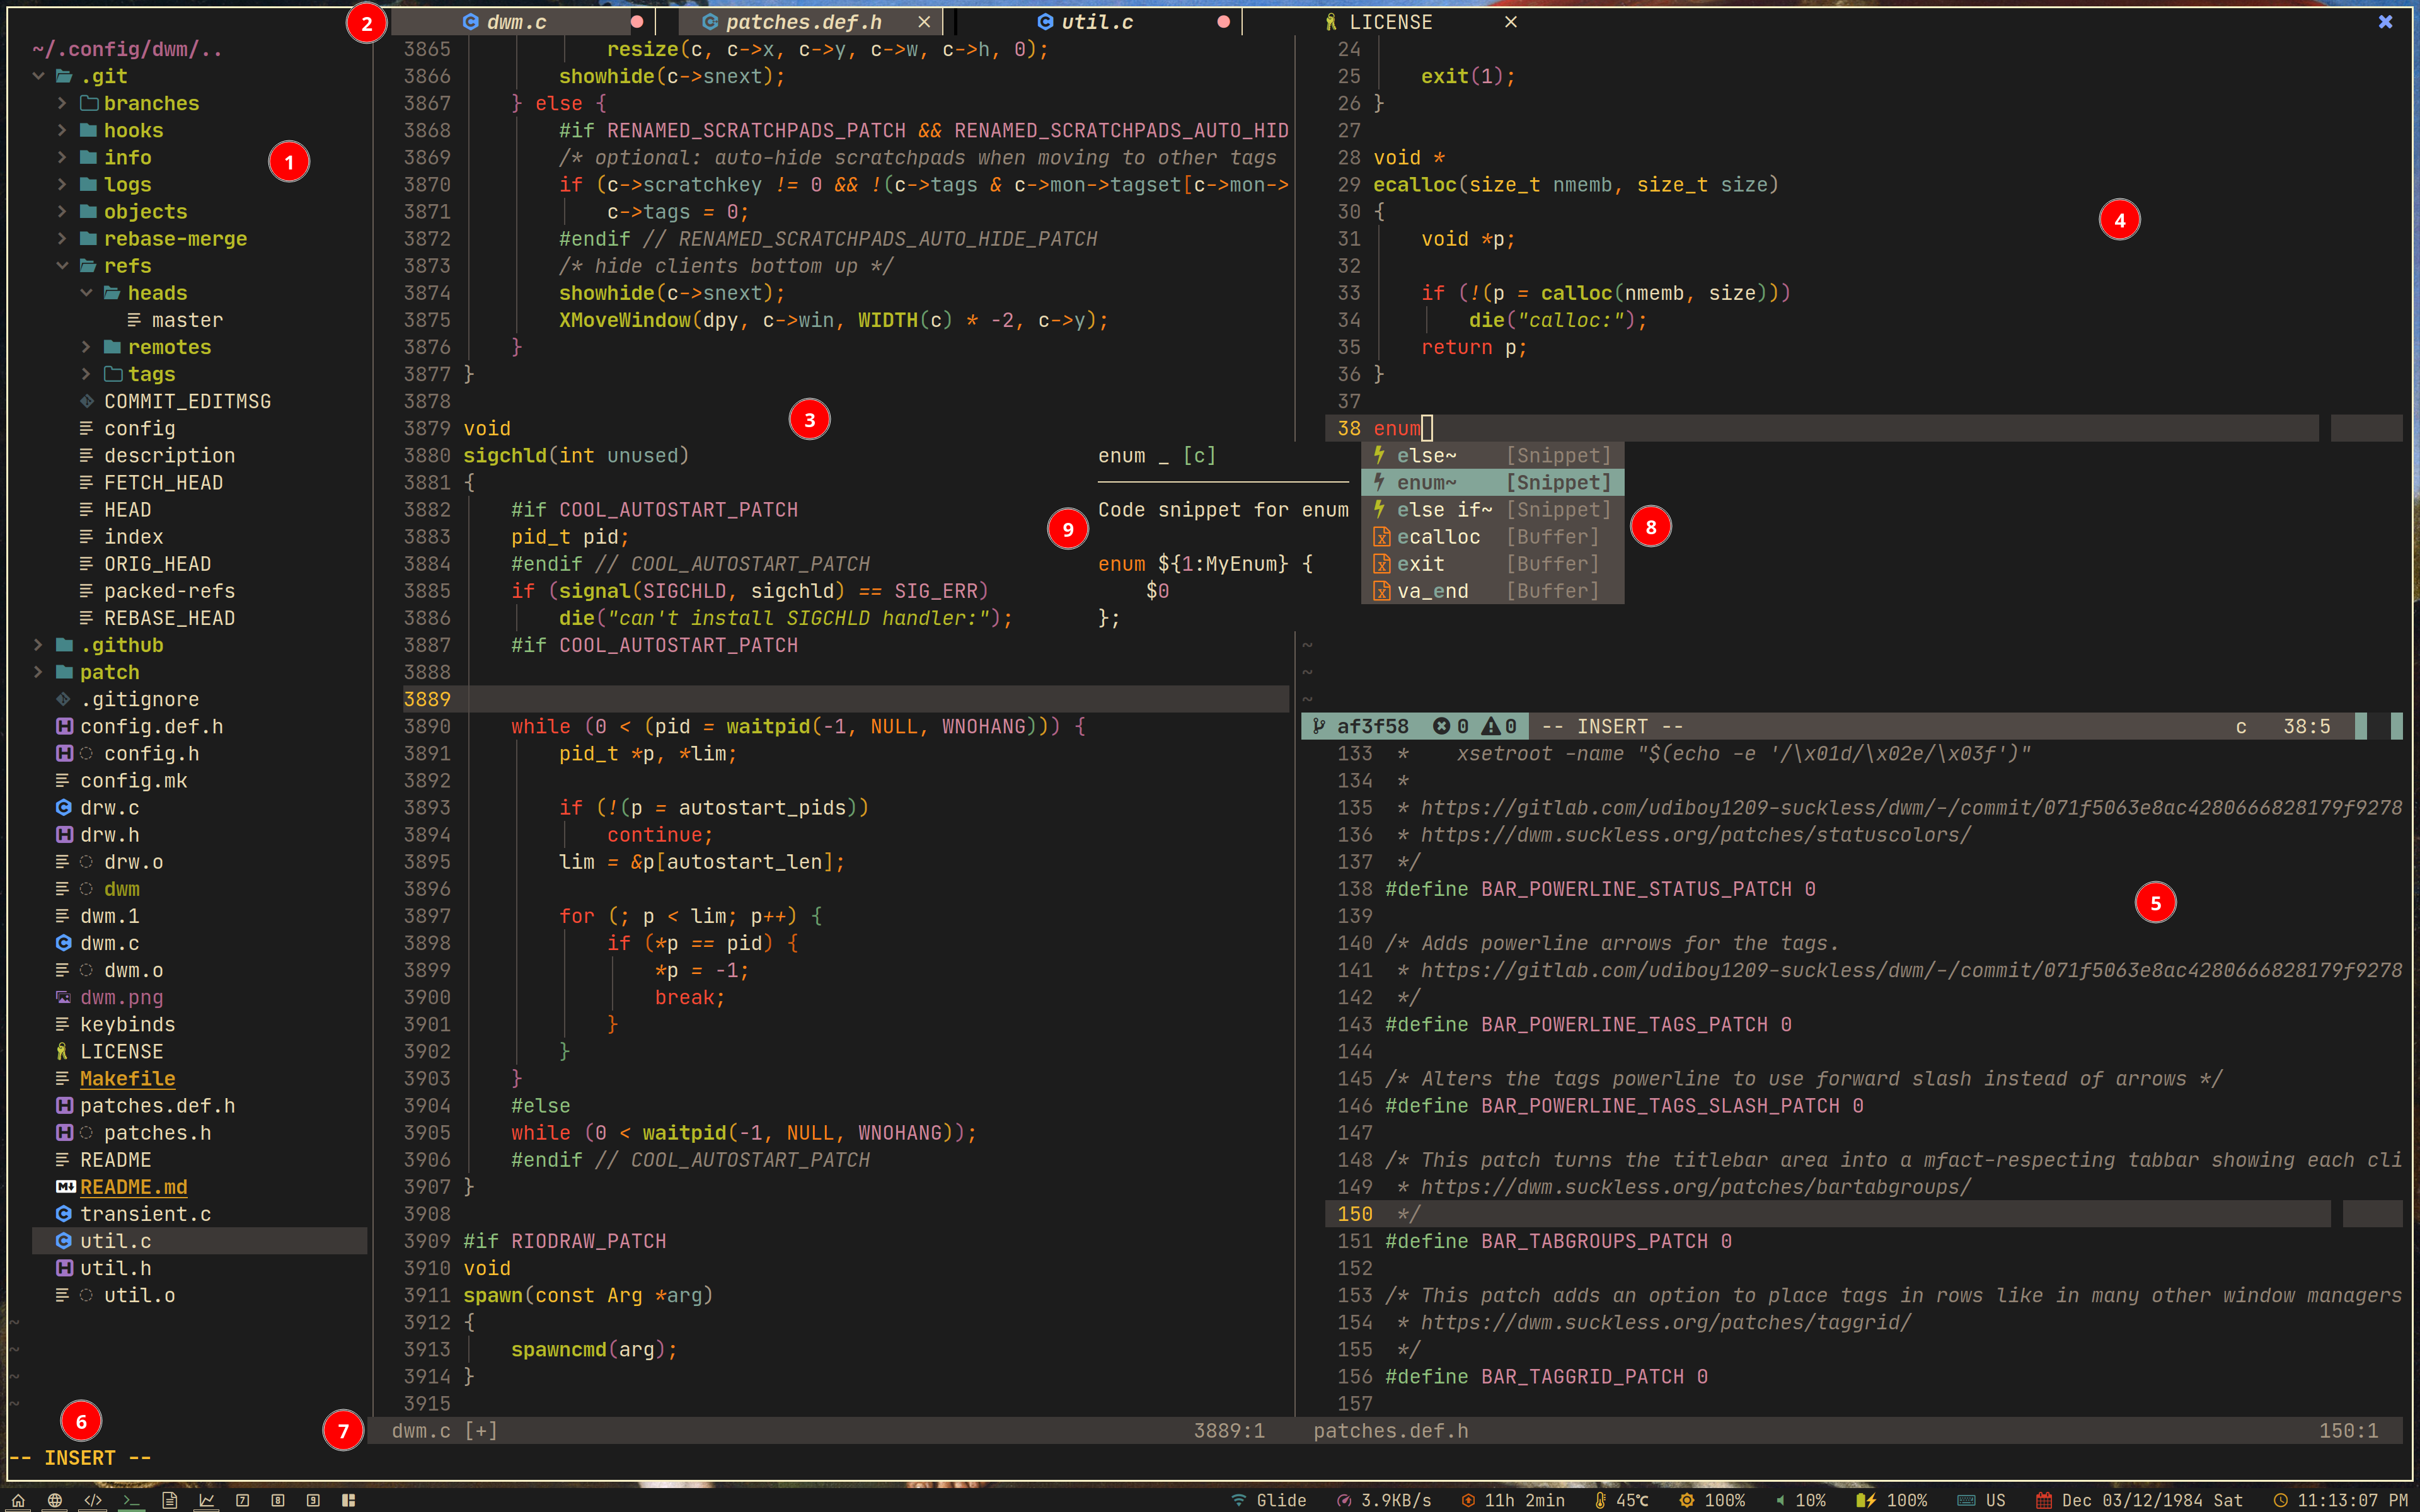 dwm.c
patches.def.h
util.c
LICENSE
~/.config/dwm/..
.git
branches
hooks
info
logs
objects
rebase-merge
refs
heads
master
remotes
tags
COMMIT_EDITMSG
config
description
FETCH_HEAD
HEAD
index
ORIG_HEAD
packed-refs
REBASE_HEAD
.github
patch
.gitignore
config.def.h
config.h
config.mk
drw.c
drw.h
drw.o
dwm
dwm.1
dwm.c
dwm.o
dwm.png
keybinds
LICENSE
Makefile
patches.def.h
patches.h
README
README.md
transient.c
util.c
util.h
util.o
~
~
~
~
-- INSERT --
1
2
3
4
5
6
7
8
9
3865 resize(c, c->x, c->y, c->w, c->h, 0);
3866 showhide(c->snext);
3867 } else {
3868 #if RENAMED_SCRATCHPADS_PATCH && RENAMED_SCRATCHPADS_AUTO_HID
3869 /* optional: auto-hide scratchpads when moving to other tags
3870 if (c->scratchkey != 0 && !(c->tags & c->mon->tagset[c->mon->
3871 c->tags = 0;
3872 #endif // RENAMED_SCRATCHPADS_AUTO_HIDE_PATCH
3873 /* hide clients bottom up */
3874 showhide(c->snext);
3875 XMoveWindow(dpy, c->win, WIDTH(c) * -2, c->y);
3876 }
3877 }
3878
3879 void
3880 sigchld(int unused)
3881 {
3882 #if COOL_AUTOSTART_PATCH
3883 pid_t pid;
3884 #endif // COOL_AUTOSTART_PATCH
3885 if (signal(SIGCHLD, sigchld) == SIG_ERR)
3886 die("can't install SIGCHLD handler:");
3887 #if COOL_AUTOSTART_PATCH
3888
3889
3890 while (0 < (pid = waitpid(-1, NULL, WNOHANG))) {
3891 pid_t *p, *lim;
3892
3893 if (!(p = autostart_pids))
3894 continue;
3895 lim = &p[autostart_len];
3896
3897 for (; p < lim; p++) {
3898 if (*p == pid) {
3899 *p = -1;
3900 break;
3901 }
3902 }
3903 }
3904 #else
3905 while (0 < waitpid(-1, NULL, WNOHANG));
3906 #endif // COOL_AUTOSTART_PATCH
3907 }
3908
3909 #if RIODRAW_PATCH
3910 void
3911 spawn(const Arg *arg)
3912 {
3913 spawncmd(arg);
3914 }
3915
dwm.c [+] 3889:1
24
25 exit(1);
26 }
27
28 void *
29 ecalloc(size_t nmemb, size_t size)
30 {
31 void *p;
32
33 if (!(p = calloc(nmemb, size)))
34 die("calloc:");
35 return p;
36 }
37
38 enum
else~ [Snippet]
enum~ [Snippet]
else if~ [Snippet]
ecalloc [Buffer]
exit [Buffer]
va_end [Buffer]
enum _ [c]
Code snippet for enum
enum ${1:MyEnum} {
$0
};
~
~
~
af3f58 0 0 -- INSERT -- c 38:5
133 * xsetroot -name "$(echo -e '/\x01d/\x02e/\x03f')"
134 *
135 * https://gitlab.com/udiboy1209-suckless/dwm/-/commit/071f5063e8ac4280666828179f9278
136 * https://dwm.suckless.org/patches/statuscolors/
137 */
138 #define BAR_POWERLINE_STATUS_PATCH 0
139
140 /* Adds powerline arrows for the tags.
141 * https://gitlab.com/udiboy1209-suckless/dwm/-/commit/071f5063e8ac4280666828179f9278
142 */
143 #define BAR_POWERLINE_TAGS_PATCH 0
144
145 /* Alters the tags powerline to use forward slash instead of arrows */
146 #define BAR_POWERLINE_TAGS_SLASH_PATCH 0
147
148 /* This patch turns the titlebar area into a mfact-respecting tabbar showing each cli
149 * https://dwm.suckless.org/patches/bartabgroups/
150 */
151 #define BAR_TABGROUPS_PATCH 0
152
153 /* This patch adds an option to place tags in rows like in many other window managers
154 * https://dwm.suckless.org/patches/taggrid/
155 */
156 #define BAR_TAGGRID_PATCH 0
157
patches.def.h 150:1
7 8 9
Glide 3.9KB/s 11h 2min 45℃ 100% 10% 100% US Dec 03/12/1984 Sat 11:13:07 PM